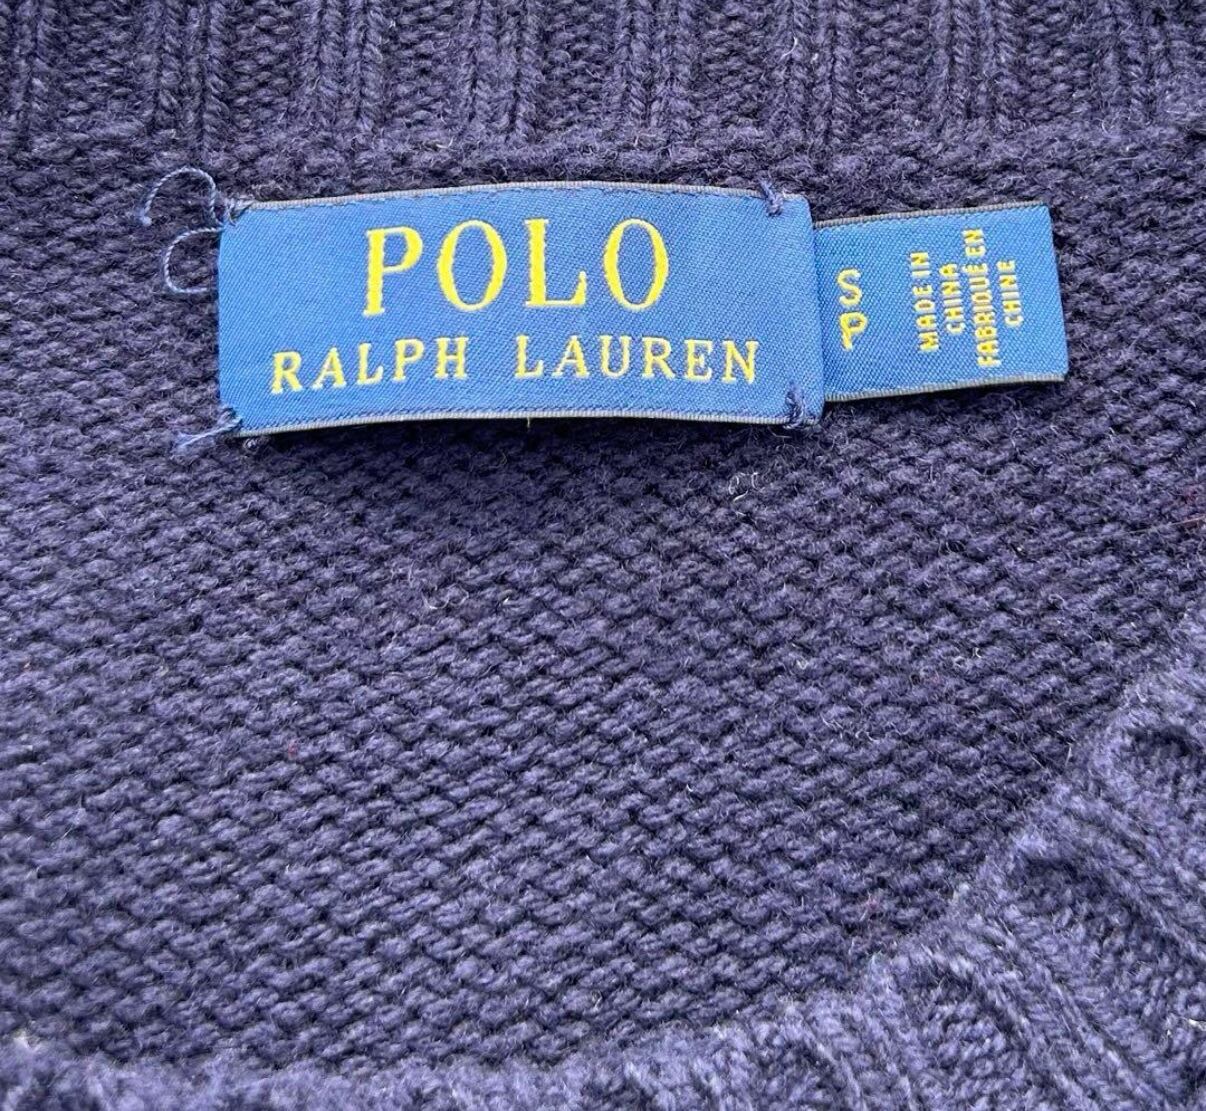 POLO
RALPH LAUREN
S
P
MADE IN
CHINA
FABRIQUÉ EN
CHINE